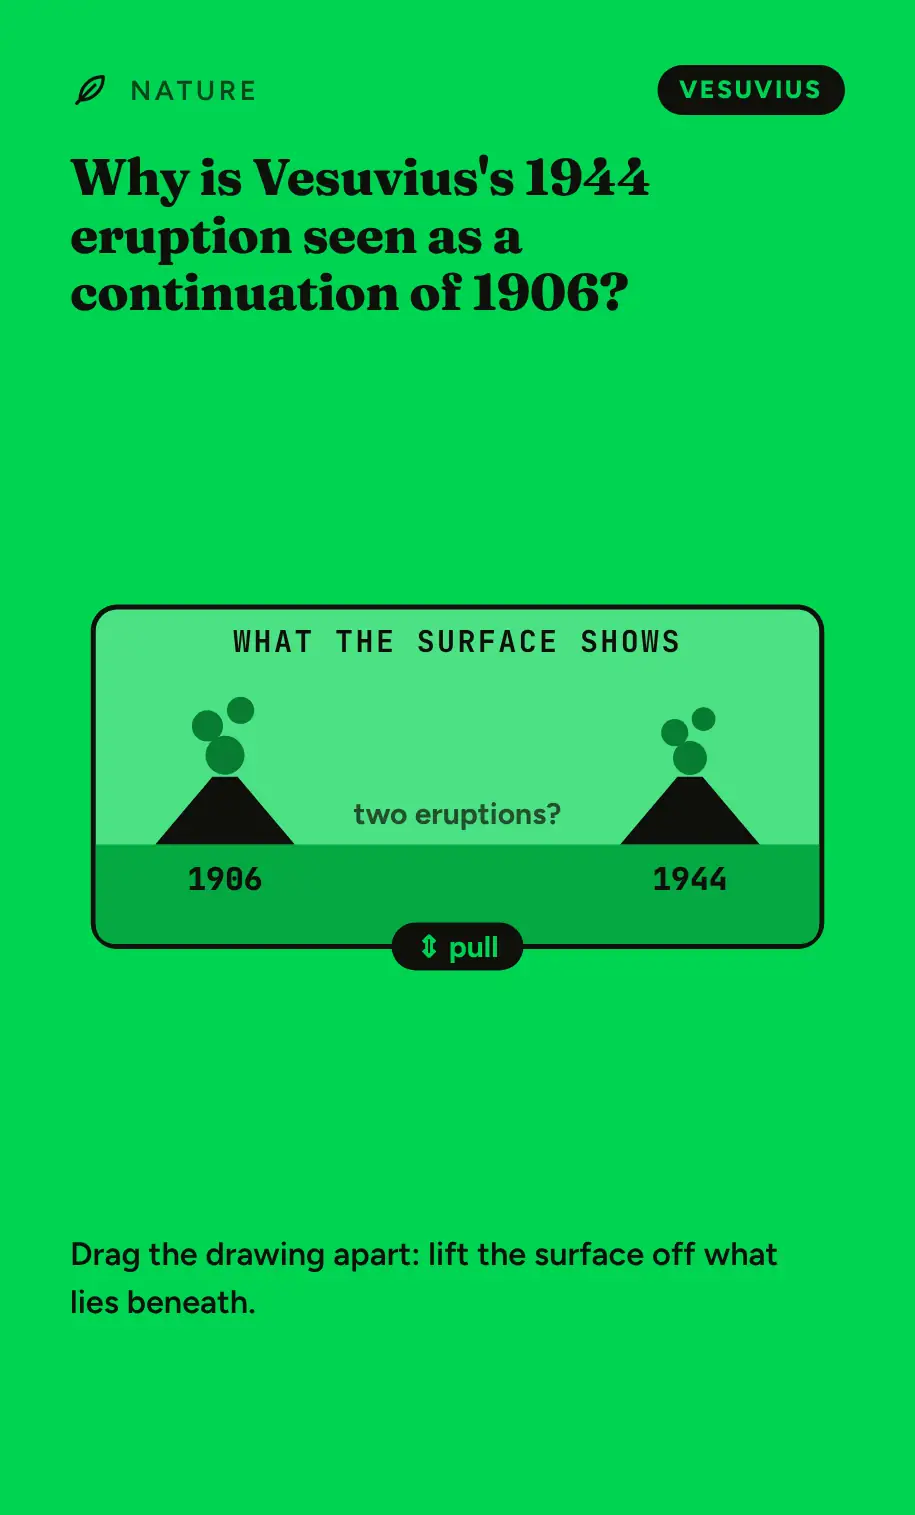 NATURE
VESUVIUS
Why is Vesuvius's 1944
eruption seen as a
continuation of 1906?
WHAT THE SURFACE SHOWS
two eruptions?
1906
1944
⇕ pull
Drag the drawing apart: lift the surface off what
lies beneath.